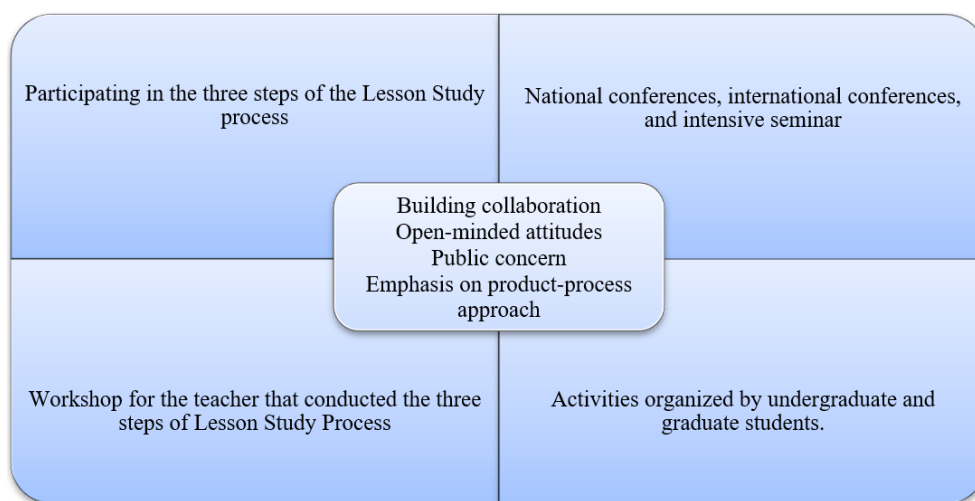 Participating in the three steps of the Lesson Study
process
National conferences, international conferences,
and intensive seminar
Building collaboration
Open-minded attitudes
Public concern
Emphasis on product-process
approach
Workshop for the teacher that conducted the three
steps of Lesson Study Process
Activities organized by undergraduate and
graduate students.